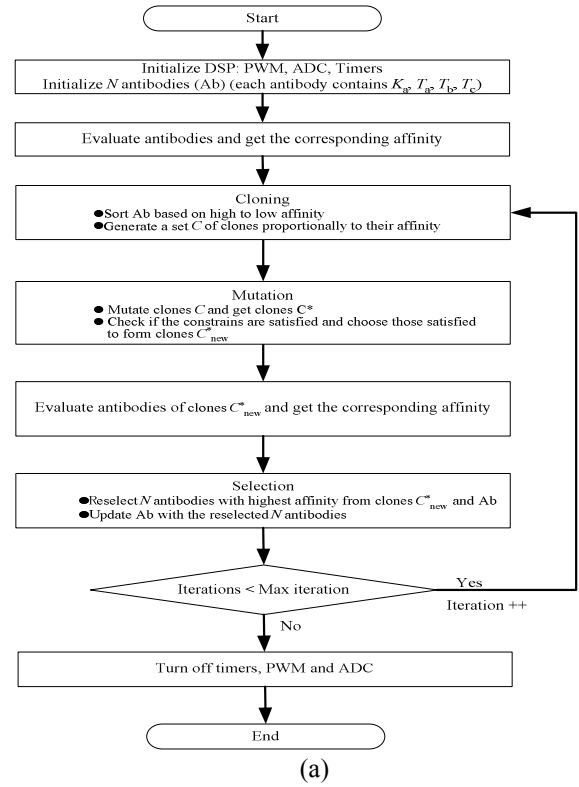 Start
Initialize DSP: PWM, ADC, Timers
Initialize N antibodies (Ab) (each antibody contains Ka, Ta, Tb, Tc)
Evaluate antibodies and get the corresponding affinity
Cloning
●Sort Ab based on high to low affinity
●Generate a set C of clones proportionally to their affinity
Mutation
● Mutate clones C and get clones C*
● Check if the constrains are satisfied and choose those satisfied
to form clones C*new
Evaluate antibodies of clones C*new and get the corresponding affinity
Selection
●Reselect N antibodies with highest affinity from clones C*new and Ab
●Update Ab with the reselected N antibodies
Iterations < Max iteration
Yes
Iteration ++
No
Turn off timers, PWM and ADC
End
(a)